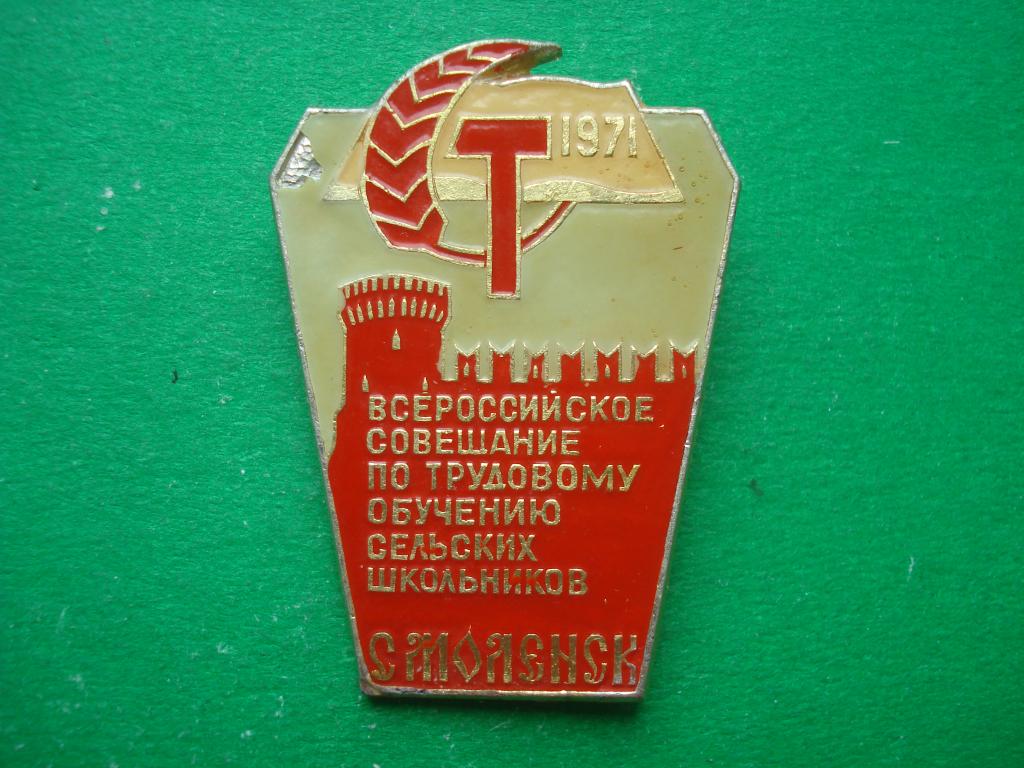 1971
ВСЕРОССИЙСКОЕ
СОВЕЩАНИЕ
ПО ТРУДОВОМУ
ОБУЧЕНИЮ
СЕЛЬСКИХ
ШКОЛЬНИКОВ
СМОЛЕНСК